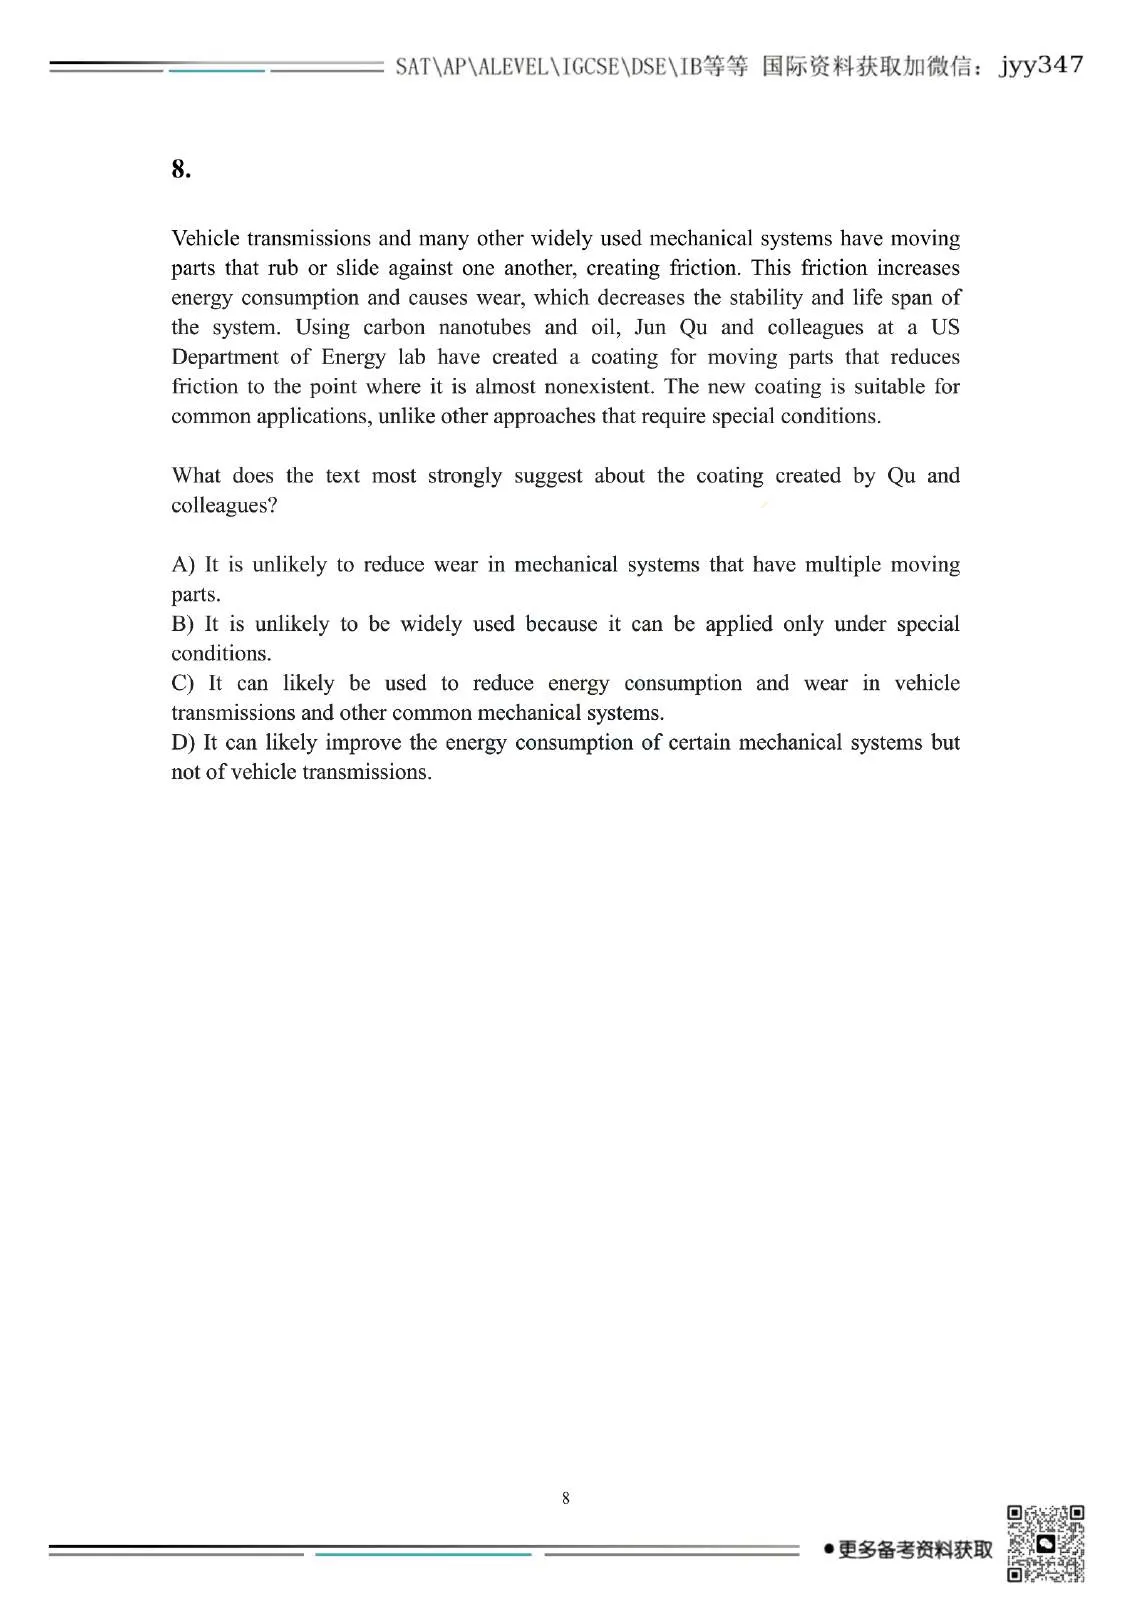 SAT\AP\ALEVEL\IGCSE\DSE\IB等等 国际资料获取加微信: jyy347
8.
Vehicle transmissions and many other widely used mechanical systems have moving
parts that rub or slide against one another, creating friction. This friction increases
energy consumption and causes wear, which decreases the stability and life span of
the system. Using carbon nanotubes and oil, Jun Qu and colleagues at a US
Department of Energy lab have created a coating for moving parts that reduces
friction to the point where it is almost nonexistent. The new coating is suitable for
common applications, unlike other approaches that require special conditions.
What does the text most strongly suggest about the coating created by Qu and
colleagues?
A) It is unlikely to reduce wear in mechanical systems that have multiple moving
parts.
B) It is unlikely to be widely used because it can be applied only under special
conditions.
C) It can likely be used to reduce energy consumption and wear in vehicle
transmissions and other common mechanical systems.
D) It can likely improve the energy consumption of certain mechanical systems but
not of vehicle transmissions.
8
●更多备考资料获取